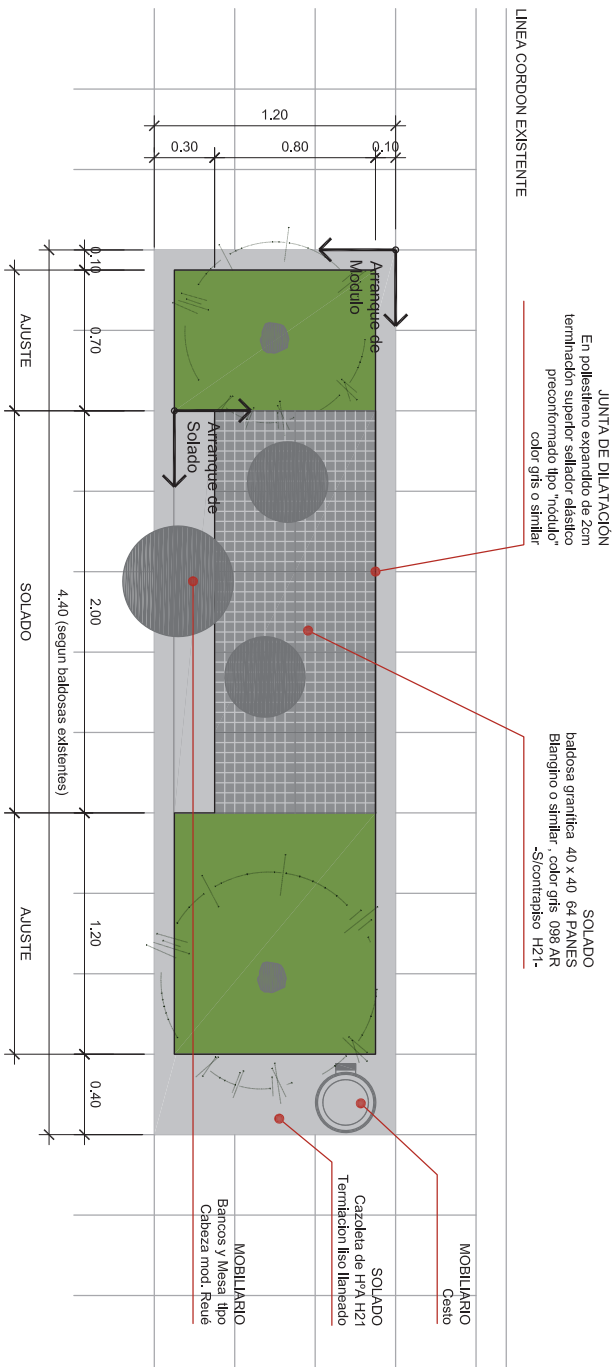 LINEA CORDON EXISTENTE
JUNTA DE DILATACIÓN
En poliestireno expandido de 2cm
terminación superior sellador elástico
preconformado tipo "nódulo"
color gris o similar
SOLADO
baldosa granítica 40 x 40 64 PANES
Blangino o similar , color gris 098 AR
-S/contrapiso H21-
1.20
0.30
0.80
0.10
Arranque de
Modulo
Arranque de
Solado
0.10
0.70
2.00
1.20
0.40
4.40 (segun baldosas existentes)
AJUSTE
SOLADO
AJUSTE
MOBILIARIO
Cesto
SOLADO
Cazoleta de HºA H21
Termiacion liso llaneado
MOBILIARIO
Bancos y Mesa tipo
Cabeza mod. Reué